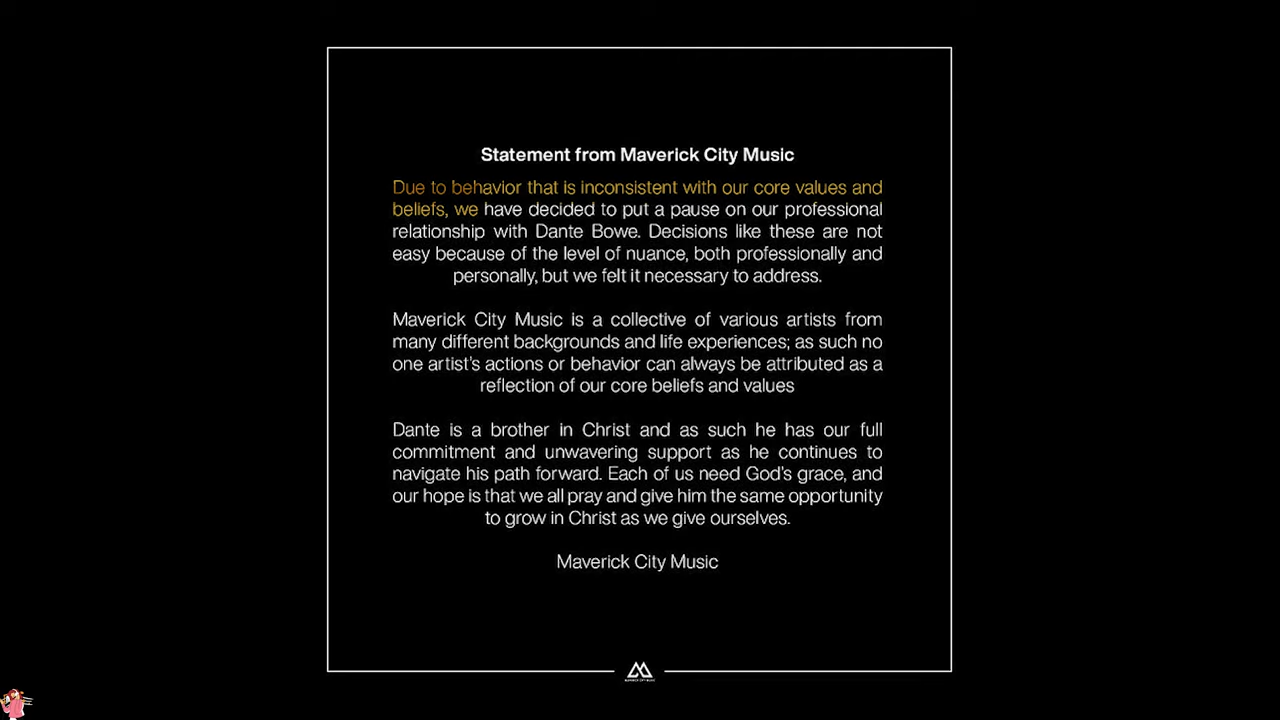 Statement from Maverick City Music
Due to behavior that is inconsistent with our core values and
beliefs, we have decided to put a pause on our professional
relationship with Dante Bowe. Decisions like these are not
easy because of the level of nuance, both professionally and
personally, but we felt it necessary to address.
Maverick City Music is a collective of various artists from
many different backgrounds and life experiences; as such no
one artist's actions or behavior can always be attributed as a
reflection of our core beliefs and values
Dante is a brother in Christ and as such he has our full
commitment and unwavering support as he continues to
navigate his path forward. Each of us need God's grace, and
our hope is that we all pray and give him the same opportunity
to grow in Christ as we give ourselves.
Maverick City Music
MAVERICK CITY MUSIC